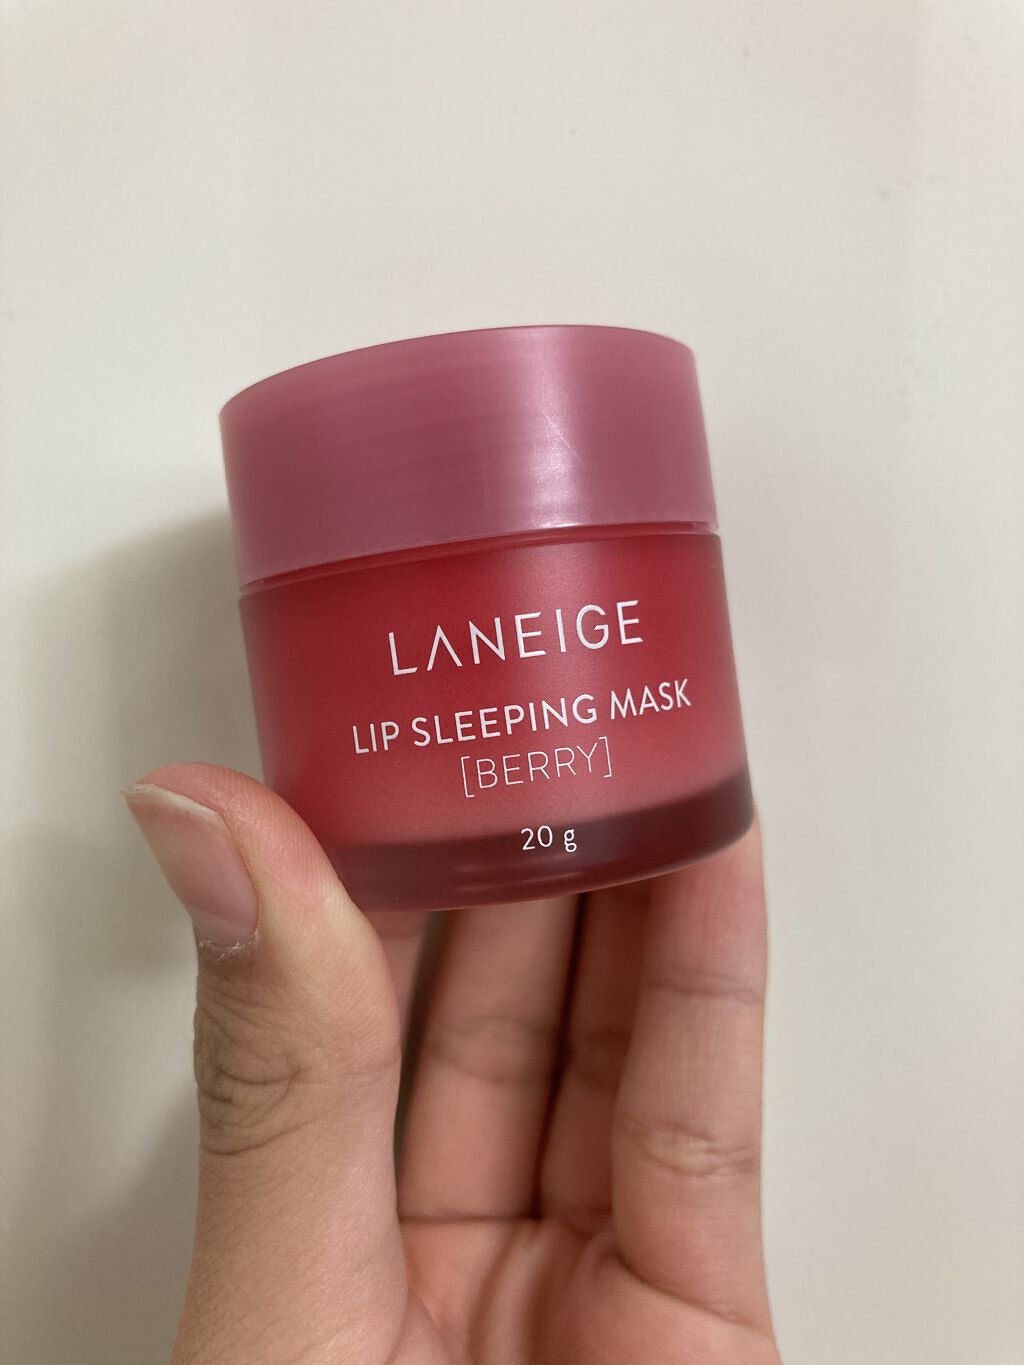 LANEIGE
LIP SLEEPING MASK
[BERRY]
20 g